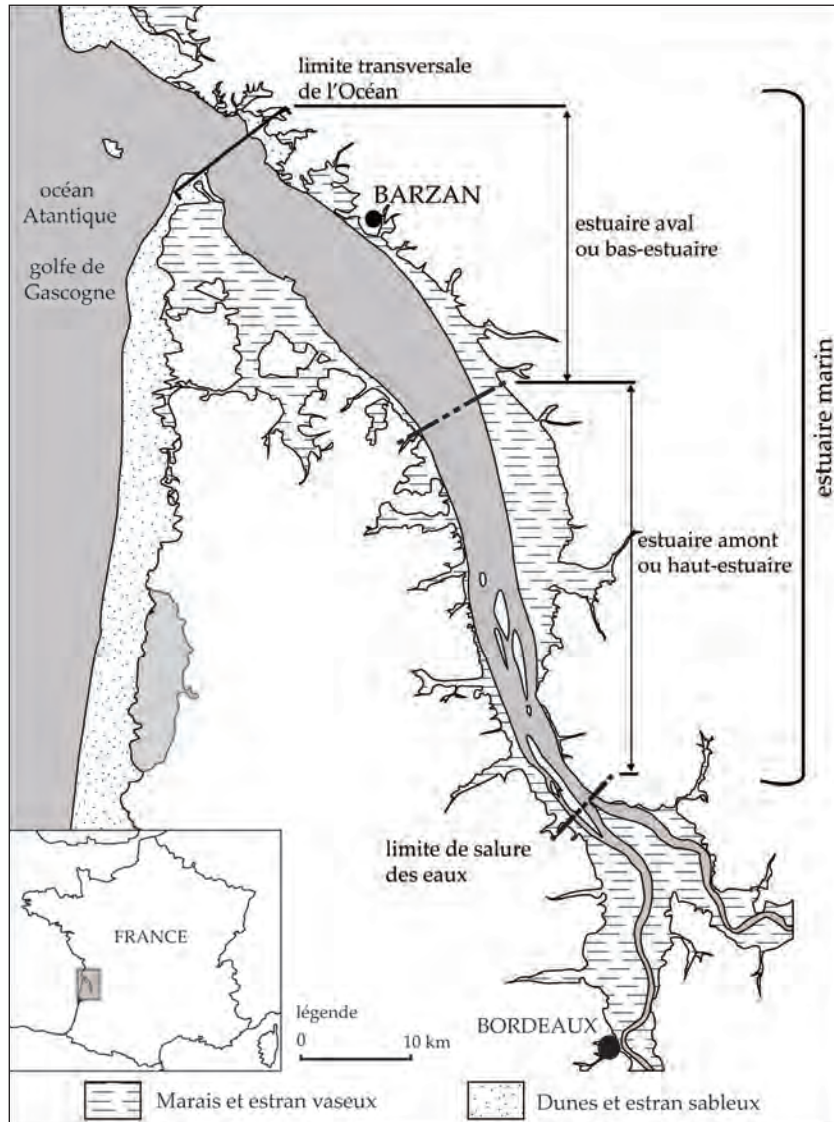 limite transversale
de l'Océan
océan
Atantique
BARZAN
estuaire aval
ou bas-estuaire
golfe de
Gascogne
estuaire marin
estuaire amont
ou haut-estuaire
limite de salure
des eaux
FRANCE
légende
0 10 km
BORDEAUX
Marais et estran vaseux
Dunes et estran sableux